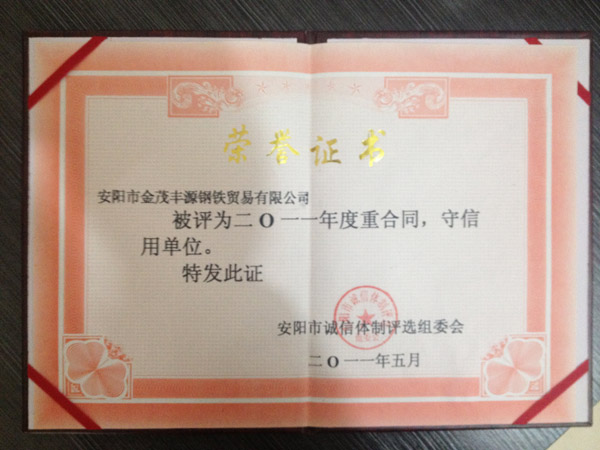 荣誉证书
安阳市金茂丰源钢铁贸易有限公司
被评为二O一一年度重合同，守信
用单位。
特发此证
安阳市诚信体制评选组委会
二O一一年五月